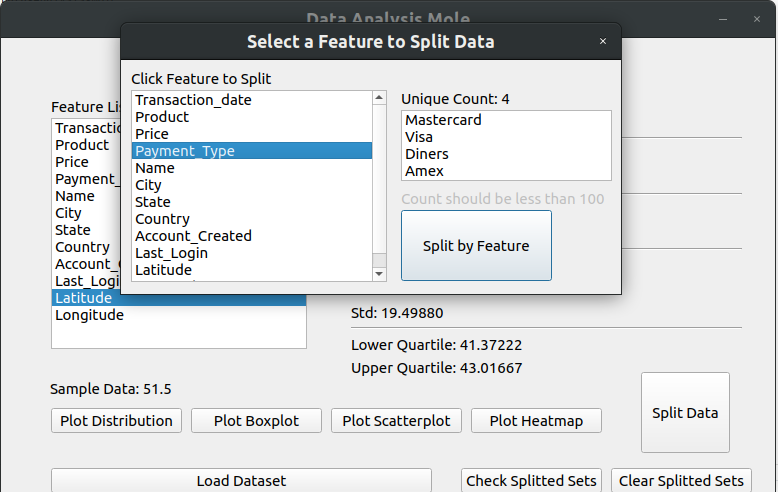 Data Analysis Mole
Select a Feature to Split Data
Click Feature to Split
Transaction_date
Product
Price
Payment_Type
Name
City
State
Country
Account_Created
Last_Login
Latitude
Unique Count: 4
Mastercard
Visa
Diners
Amex
Count should be less than 100
Split by Feature
Feature Lis
Transaction
Product
Price
Payment_
Name
City
State
Country
Account_C
Last_Login
Latitude
Longitude
Std: 19.49880
Lower Quartile: 41.37222
Upper Quartile: 43.01667
Sample Data: 51.5
Plot Distribution
Plot Boxplot
Plot Scatterplot
Plot Heatmap
Split Data
Load Dataset
Check Splitted Sets
Clear Splitted Sets